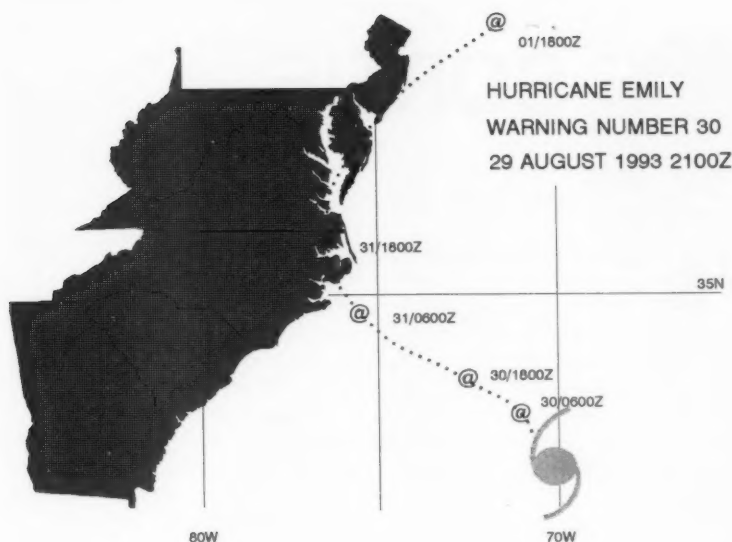 @
01/1800Z
HURRICANE EMILY
WARNING NUMBER 30
29 AUGUST 1993 2100Z
31/1800Z
35N
@ 31/0600Z
@ 30/1800Z
@ 30/0600Z
80W
70W